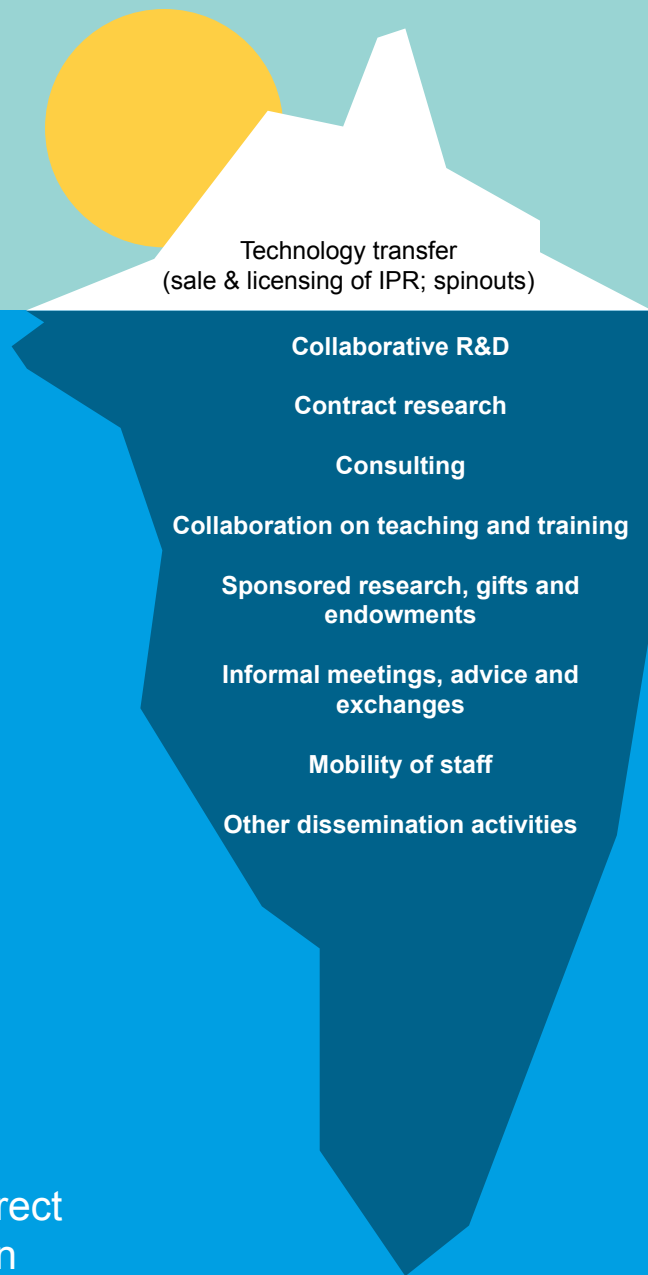 Technology transfer
(sale & licensing of IPR; spinouts)
Collaborative R&D
Contract research
Consulting
Collaboration on teaching and training
Sponsored research, gifts and
endowments
Informal meetings, advice and
exchanges
Mobility of staff
Other dissemination activities